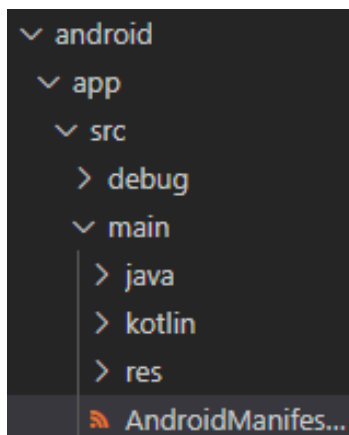 android
app
src
debug
main
java
kotlin
res
AndroidManifes...